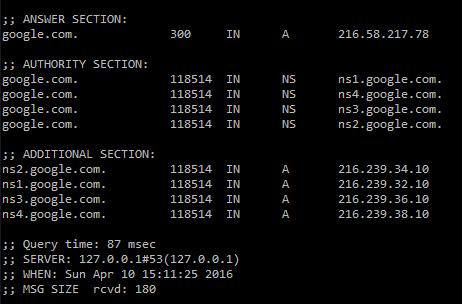 ;; ANSWER SECTION:
google.com. 300 IN A 216.58.217.78
;; AUTHORITY SECTION:
google.com. 118514 IN NS ns1.google.com.
google.com. 118514 IN NS ns4.google.com.
google.com. 118514 IN NS ns3.google.com.
google.com. 118514 IN NS ns2.google.com.
;; ADDITIONAL SECTION:
ns2.google.com. 118514 IN A 216.239.34.10
ns1.google.com. 118514 IN A 216.239.32.10
ns3.google.com. 118514 IN A 216.239.36.10
ns4.google.com. 118514 IN A 216.239.38.10
;; Query time: 87 msec
;; SERVER: 127.0.0.1#53(127.0.0.1)
;; WHEN: Sun Apr 10 15:11:25 2016
;; MSG SIZE rcvd: 180